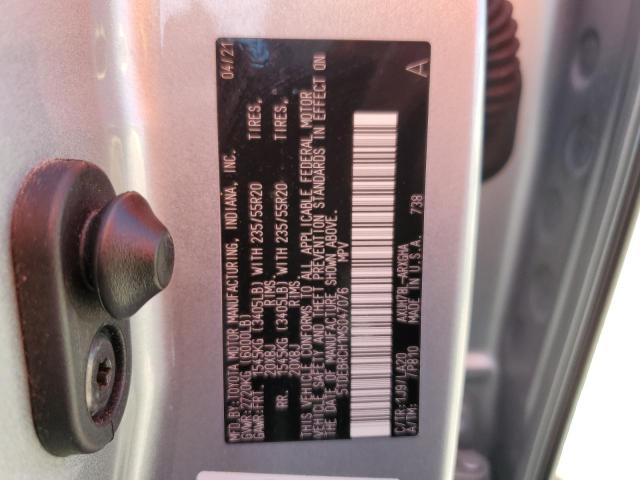 MFD. BY:TOYOTA MOTOR MANUFACTURING, INDIANA, INC. 04/21
GVWR:2720KG (6000LB)
GAWR:FRT. 1545KG (3405LB) WITH 235/55R20 TIRES,
20X8J RIMS.
RR. 1545KG (3405LB) WITH 235/55R20 TIRES,
20X8J RIMS.
THIS VEHICLE CONFORMS TO ALL APPLICABLE FEDERAL MOTOR
VEHICLE SAFETY AND THEFT PREVENTION STANDARDS IN EFFECT ON
THE DATE OF MANUFACTURE SHOWN ABOVE.
MPV
C/TR:1J9/LA20 AXUH78L-ARXGHA
A/TM: /P810 MADE IN U.S.A. 738 A